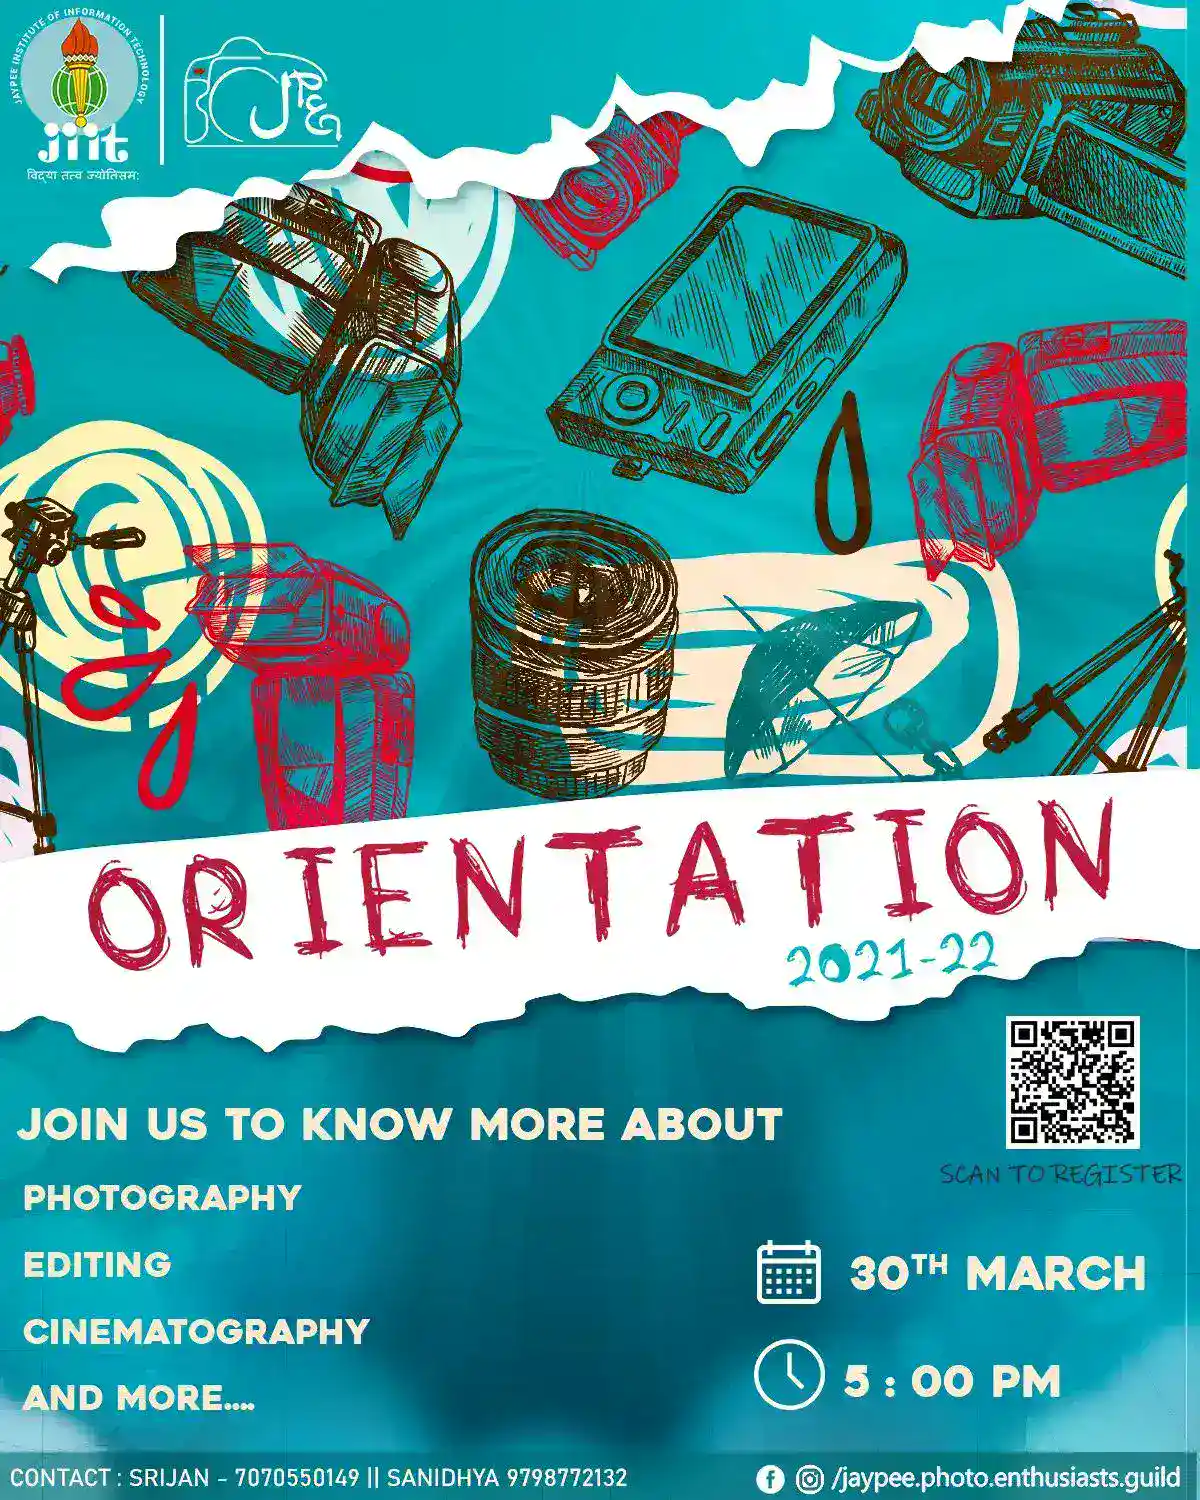 JAYPEE INSTITUTE OF INFORMATION TECHNOLOGY
jiit
विद्या तत्व ज्योतिसम:
JPEG
ORIENTATION
2021-22
JOIN US TO KNOW MORE ABOUT
PHOTOGRAPHY
EDITING
CINEMATOGRAPHY
AND MORE....
SCAN TO REGISTER
30TH MARCH
5 : 00 PM
CONTACT : SRIJAN - 7070550149 || SANIDHYA 9798772132
/jaypee.photo.enthusiasts.guild